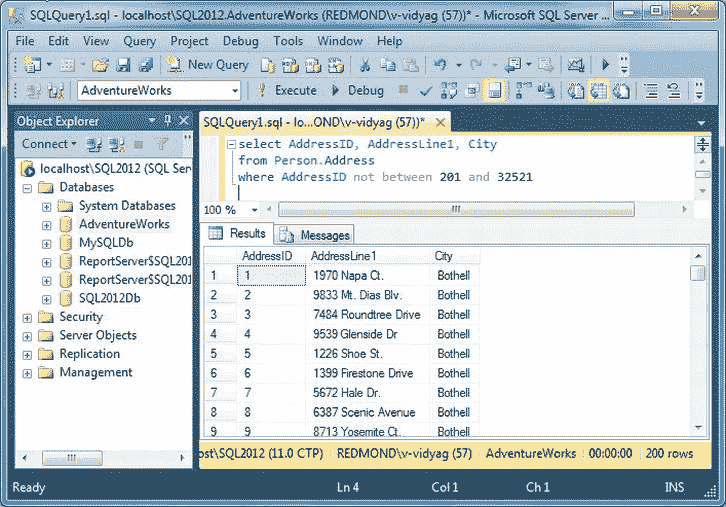 SQLQuery1.sql - localhost\SQL2012.AdventureWorks (REDMOND\v-vidyag (57))* - Microsoft SQL Server ...
File Edit View Query Project Debug Tools Window Help
New Query
AdventureWorks Execute Debug
Object Explorer
Connect
localhost\SQL2012 (SQL Ser
Databases
System Databases
AdventureWorks
MySQLDb
ReportServer$SQL201
ReportServer$SQL201
SQL2012Db
Security
Server Objects
Replication
Management
SQLQuery1.sql - lo...OND\v-vidyag (57))*
select AddressID, AddressLine1, City
from Person.Address
where AddressID not between 201 and 32521
100 %
Results Messages
AddressID AddressLine1 City
1 1 1970 Napa Ct. Bothell
2 2 9833 Mt. Dias Blv. Bothell
3 3 7484 Roundtree Drive Bothell
4 4 9539 Glenside Dr Bothell
5 5 1226 Shoe St. Bothell
6 6 1399 Firestone Drive Bothell
7 7 5672 Hale Dr. Bothell
8 8 6387 Scenic Avenue Bothell
9 9 8713 Yosemite Ct. Bothell
ost\SQL2012 (11.0 CTP) REDMOND\v-vidyag (57) AdventureWorks 00:00:00 200 rows
Ready Ln 4 Col 1 Ch 1 INS